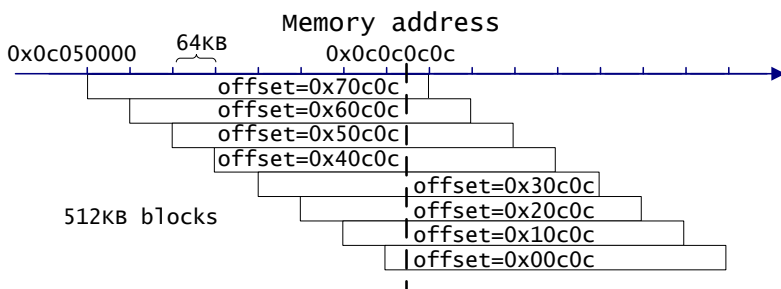 Memory address
0x0c050000 64KB 0x0c0c0c0c
offset=0x70c0c
offset=0x60c0c
offset=0x50c0c
offset=0x40c0c
offset=0x30c0c
offset=0x20c0c
512KB blocks
offset=0x10c0c
offset=0x00c0c